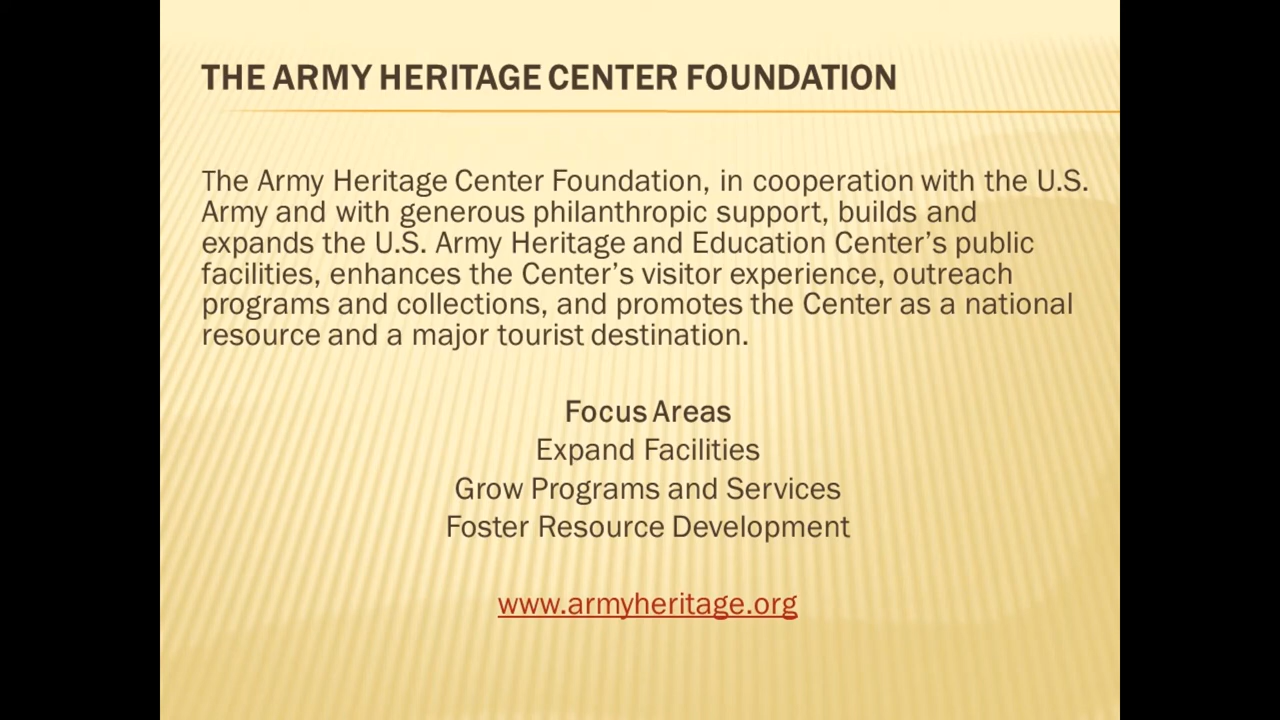 THE ARMY HERITAGE CENTER FOUNDATION
The Army Heritage Center Foundation, in cooperation with the U.S.
Army and with generous philanthropic support, builds and
expands the U.S. Army Heritage and Education Center’s public
facilities, enhances the Center’s visitor experience, outreach
programs and collections, and promotes the Center as a national
resource and a major tourist destination.
Focus Areas
Expand Facilities
Grow Programs and Services
Foster Resource Development
www.armyheritage.org